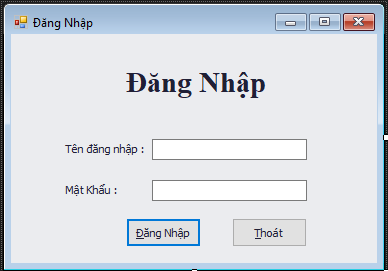 Đăng Nhập
Đăng Nhập
Tên đăng nhập :
Mật Khẩu :
Đăng Nhập Thoát